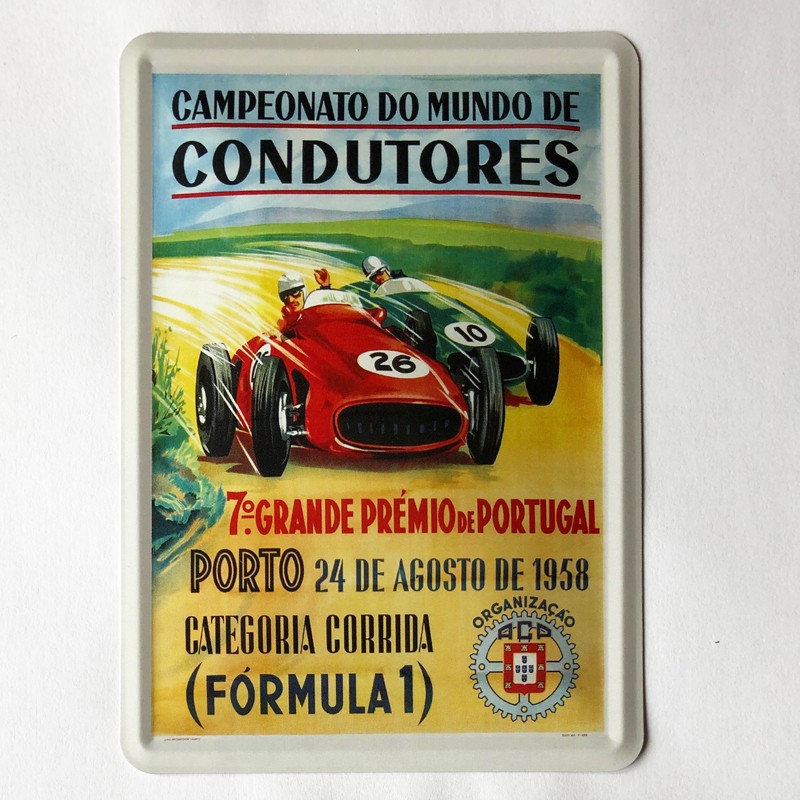 CAMPEONATO DO MUNDO DE
CONDUTORES
26
10
7º. GRANDE PRÉMIO DE PORTUGAL
PORTO 24 DE AGOSTO DE 1958
CATEGORIA CORRIDA
(FÓRMULA 1)
ORGANIZAÇÃO
ACP